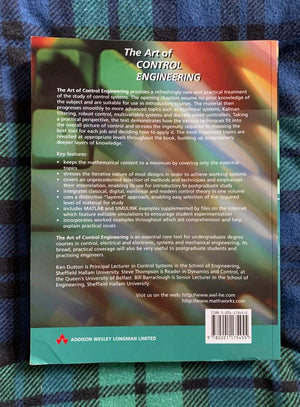 The Art of
CONTROL
ENGINEERING
The Art of Control Engineering provides a refreshingly new and practical treatment
of the study of control systems. The opening chapters assume no prior knowledge of
the subject and are suitable for use in introductory courses. The material then
progresses smoothly to more advanced topics such as nonlinear systems, Kalman
filtering, robust control, multivariable systems and discrete event controllers. Taking
a practical perspective, the text demonstrates how the various techniques fit into
the overall picture of control and stresses the ingenuity required in choosing the
best tool for each job and deciding how to apply it. The most important topics are
revisited at appropriate levels throughout the book, building up progressively
deeper layers of knowledge.
Key features:
• keeps the mathematical content to a minimum by covering only the essential
topics
• stresses the iterative nature of most designs in order to achieve working systems
• covers an unprecedented selection of methods and techniques and emphasises
their interrelation, enabling its use for introductory to postgraduate study
• integrates classical, digital, nonlinear and modern control theory in one volume
• uses a distinctive "layered" approach, enabling easy selection of the required
level of material for study
• includes MATLAB and SIMULINK examples supplemented by files on the Internet
which feature editable simulations to encourage student experimentation
• incorporates worked examples throughout which aid comprehension and help
explain practical issues
The Art of Control Engineering is an essential core text for undergraduate degree
courses in control, electrical and electronic, systems and mechanical engineering. Its
broad, practical coverage will also be very useful to postgraduate students and
practising engineers.
Ken Dutton is Principal Lecturer in Control Systems in the School of Engineering,
Sheffield Hallam University. Steve Thompson is Reader in Dynamics and Control, at
the Queen's University of Belfast. Bill Barraclough is Senior Lecturer in the School of
Engineering, Sheffield Hallam University.
Visit us on the web: http://www.awl-he.com
http://www.mathworks.com
ISBN 0-201-17545-2
9 780201 175455
ADDISON WESLEY LONGMAN LIMITED